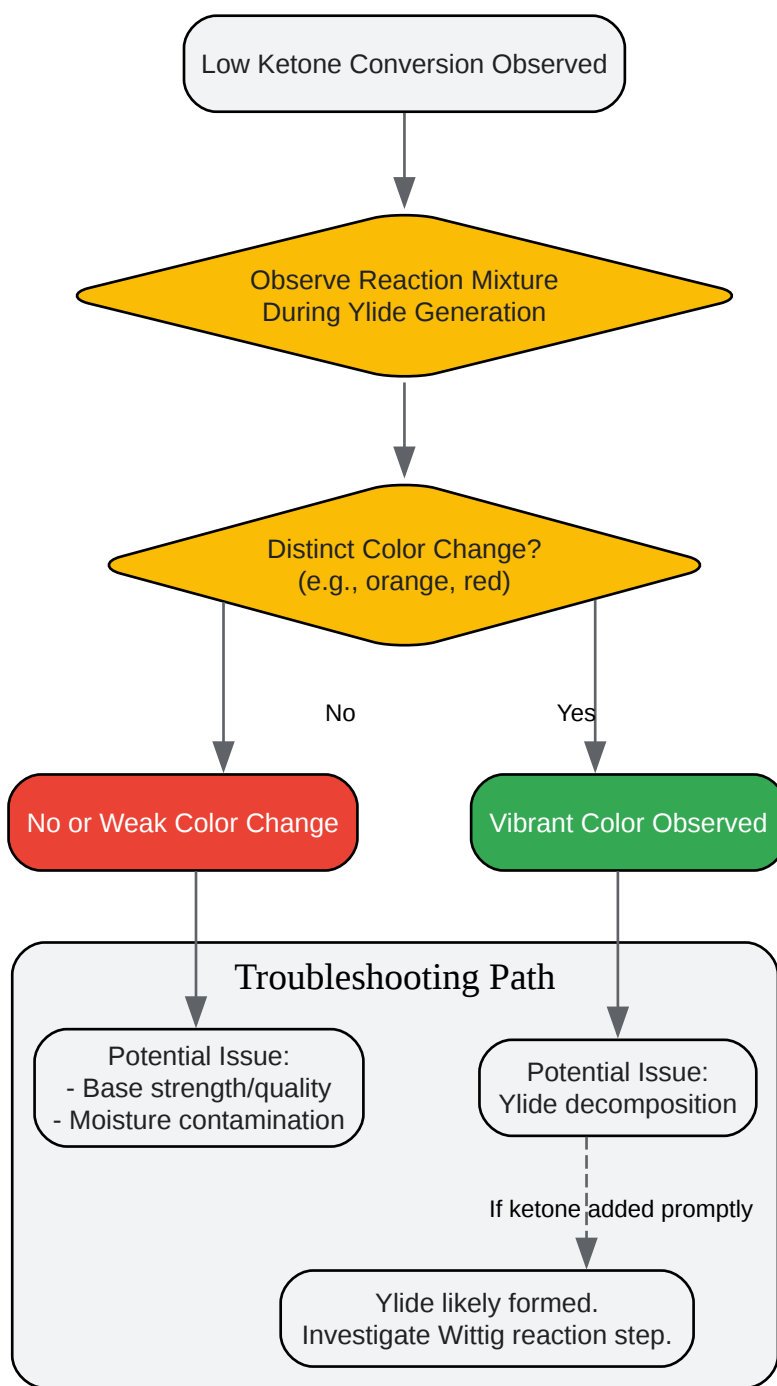 Low Ketone Conversion Observed
Observe Reaction Mixture
During Ylide Generation
Distinct Color Change?
(e.g., orange, red)
No
Yes
No or Weak Color Change
Vibrant Color Observed
Troubleshooting Path
Potential Issue:
- Base strength/quality
- Moisture contamination
Potential Issue:
Ylide decomposition
If ketone added promptly
Ylide likely formed.
Investigate Wittig reaction step.